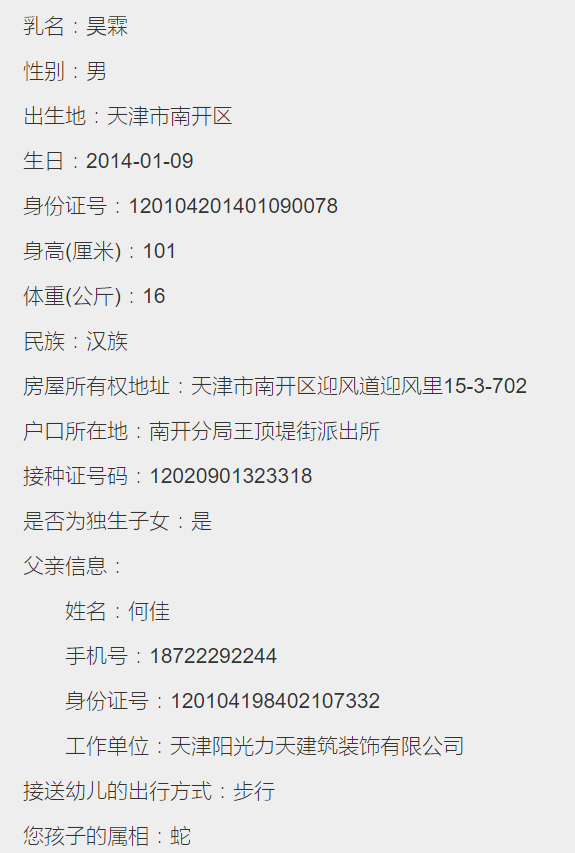 乳名：昊霖
性别：男
出生地：天津市南开区
生日：2014-01-09
身份证号：120104201401090078
身高(厘米)：101
体重(公斤)：16
民族：汉族
房屋所有权地址：天津市南开区迎风道迎风里15-3-702
户口所在地：南开分局王顶堤街派出所
接种证号码：12020901323318
是否为独生子女：是
父亲信息：
姓名：何佳
手机号：18722292244
身份证号：120104198402107332
工作单位：天津阳光力天建筑装饰有限公司
接送幼儿的出行方式：步行
您孩子的属相：蛇